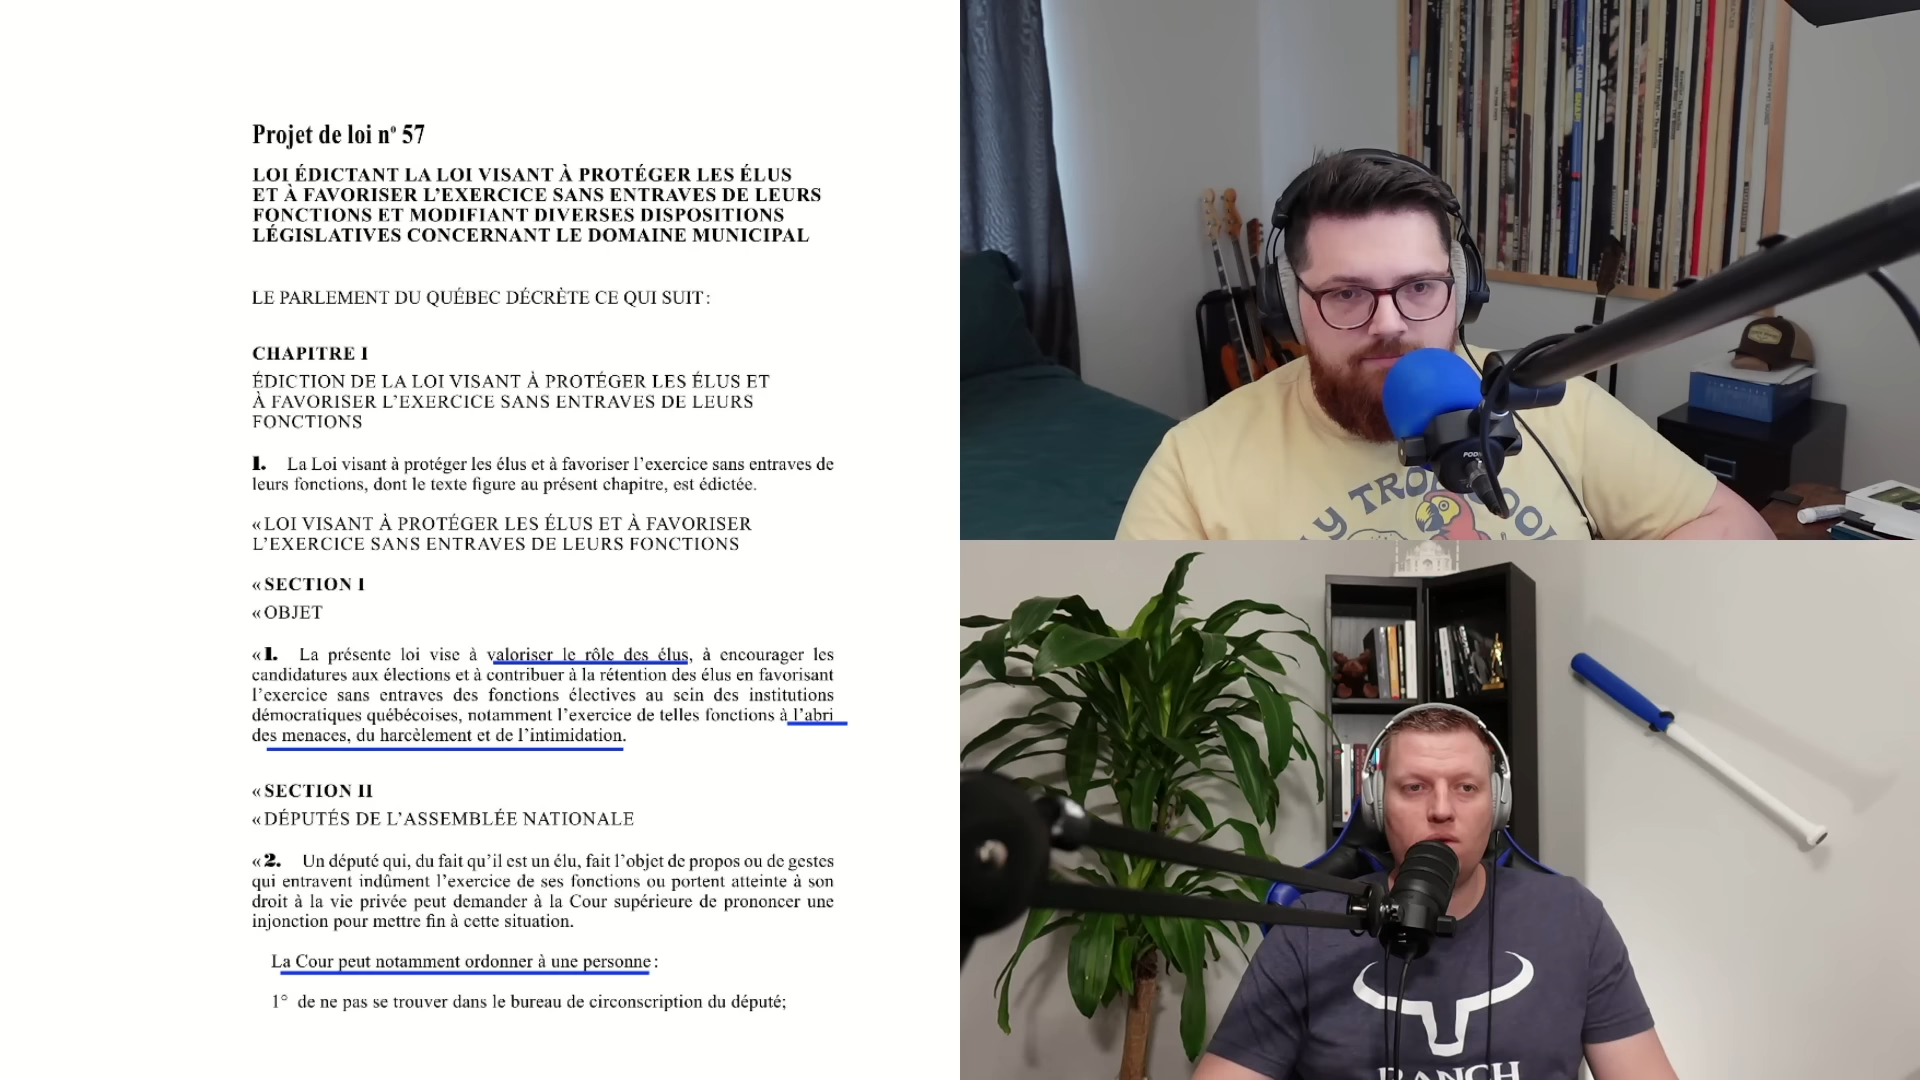 Projet de loi nº 57
LOI ÉDICTANT LA LOI VISANT À PROTÉGER LES ÉLUS
ET À FAVORISER L’EXERCICE SANS ENTRAVES DE LEURS
FONCTIONS ET MODIFIANT DIVERSES DISPOSITIONS
LÉGISLATIVES CONCERNANT LE DOMAINE MUNICIPAL
LE PARLEMENT DU QUÉBEC DÉCRÈTE CE QUI SUIT :
CHAPITRE I
ÉDICTION DE LA LOI VISANT À PROTÉGER LES ÉLUS ET
À FAVORISER L’EXERCICE SANS ENTRAVES DE LEURS
FONCTIONS
1. La Loi visant à protéger les élus et à favoriser l’exercice sans entraves de
leurs fonctions, dont le texte figure au présent chapitre, est édictée.
« LOI VISANT À PROTÉGER LES ÉLUS ET À FAVORISER
L’EXERCICE SANS ENTRAVES DE LEURS FONCTIONS
« SECTION I
« OBJET
« 1. La présente loi vise à valoriser le rôle des élus, à encourager les
candidatures aux élections et à contribuer à la rétention des élus en favorisant
l’exercice sans entraves des fonctions électives au sein des institutions
démocratiques québécoises, notamment l’exercice de telles fonctions à l’abri
des menaces, du harcèlement et de l’intimidation.
« SECTION II
« DÉPUTÉS DE L’ASSEMBLÉE NATIONALE
« 2. Un député qui, du fait qu’il est un élu, fait l’objet de propos ou de gestes
qui entravent indûment l’exercice de ses fonctions ou portent atteinte à son
droit à la vie privée peut demander à la Cour supérieure de prononcer une
injonction pour mettre fin à cette situation.
La Cour peut notamment ordonner à une personne :
1° de ne pas se trouver dans le bureau de circonscription du député;
PODM
RANCH